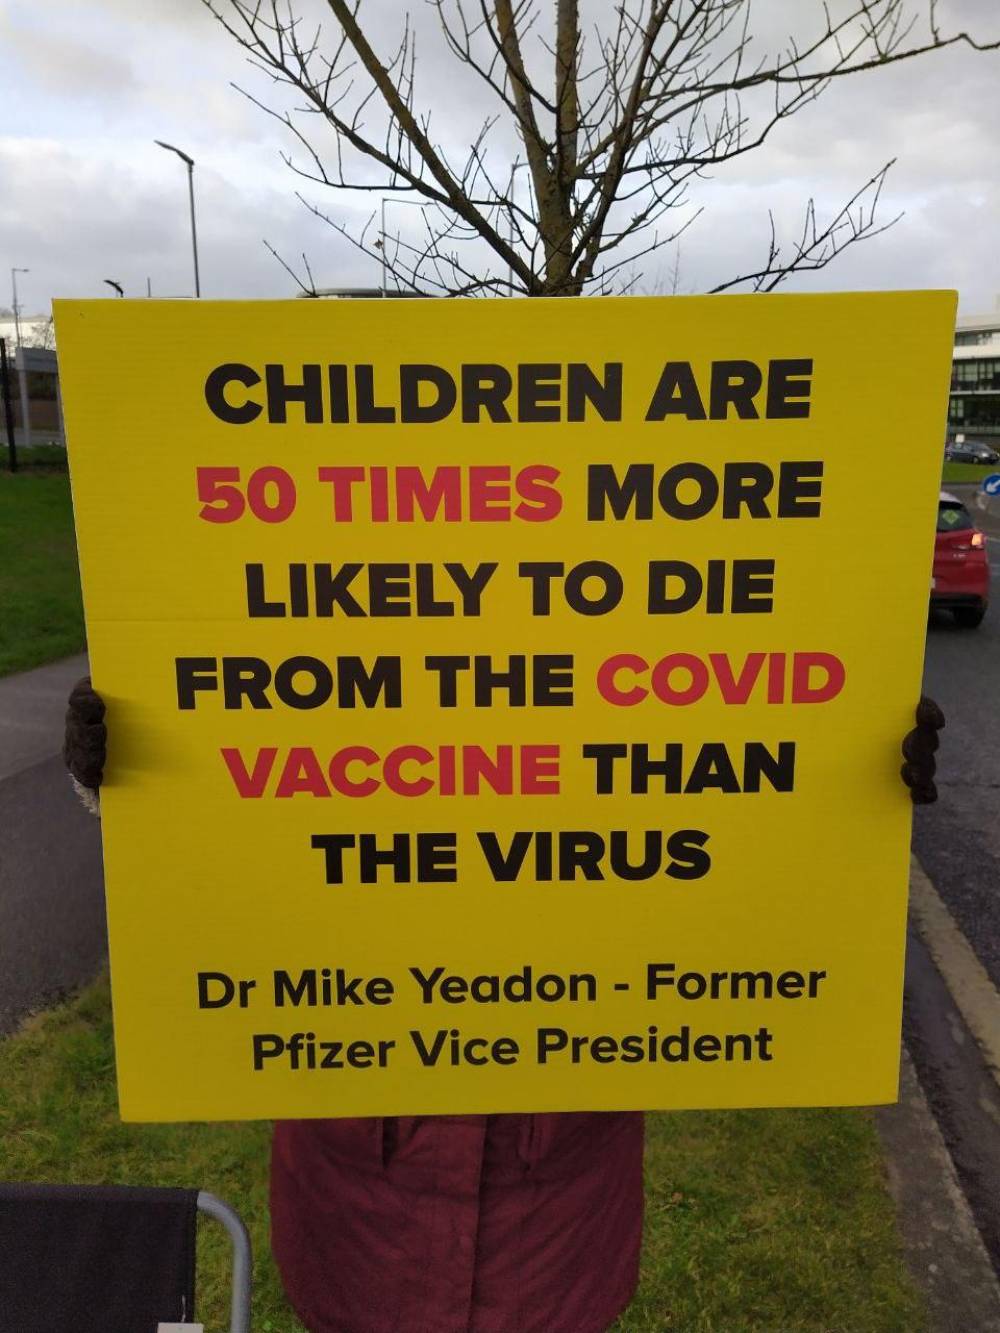 CHILDREN ARE
50 TIMES MORE
LIKELY TO DIE
FROM THE COVID
VACCINE THAN
THE VIRUS
Dr Mike Yeadon - Former
Pfizer Vice President